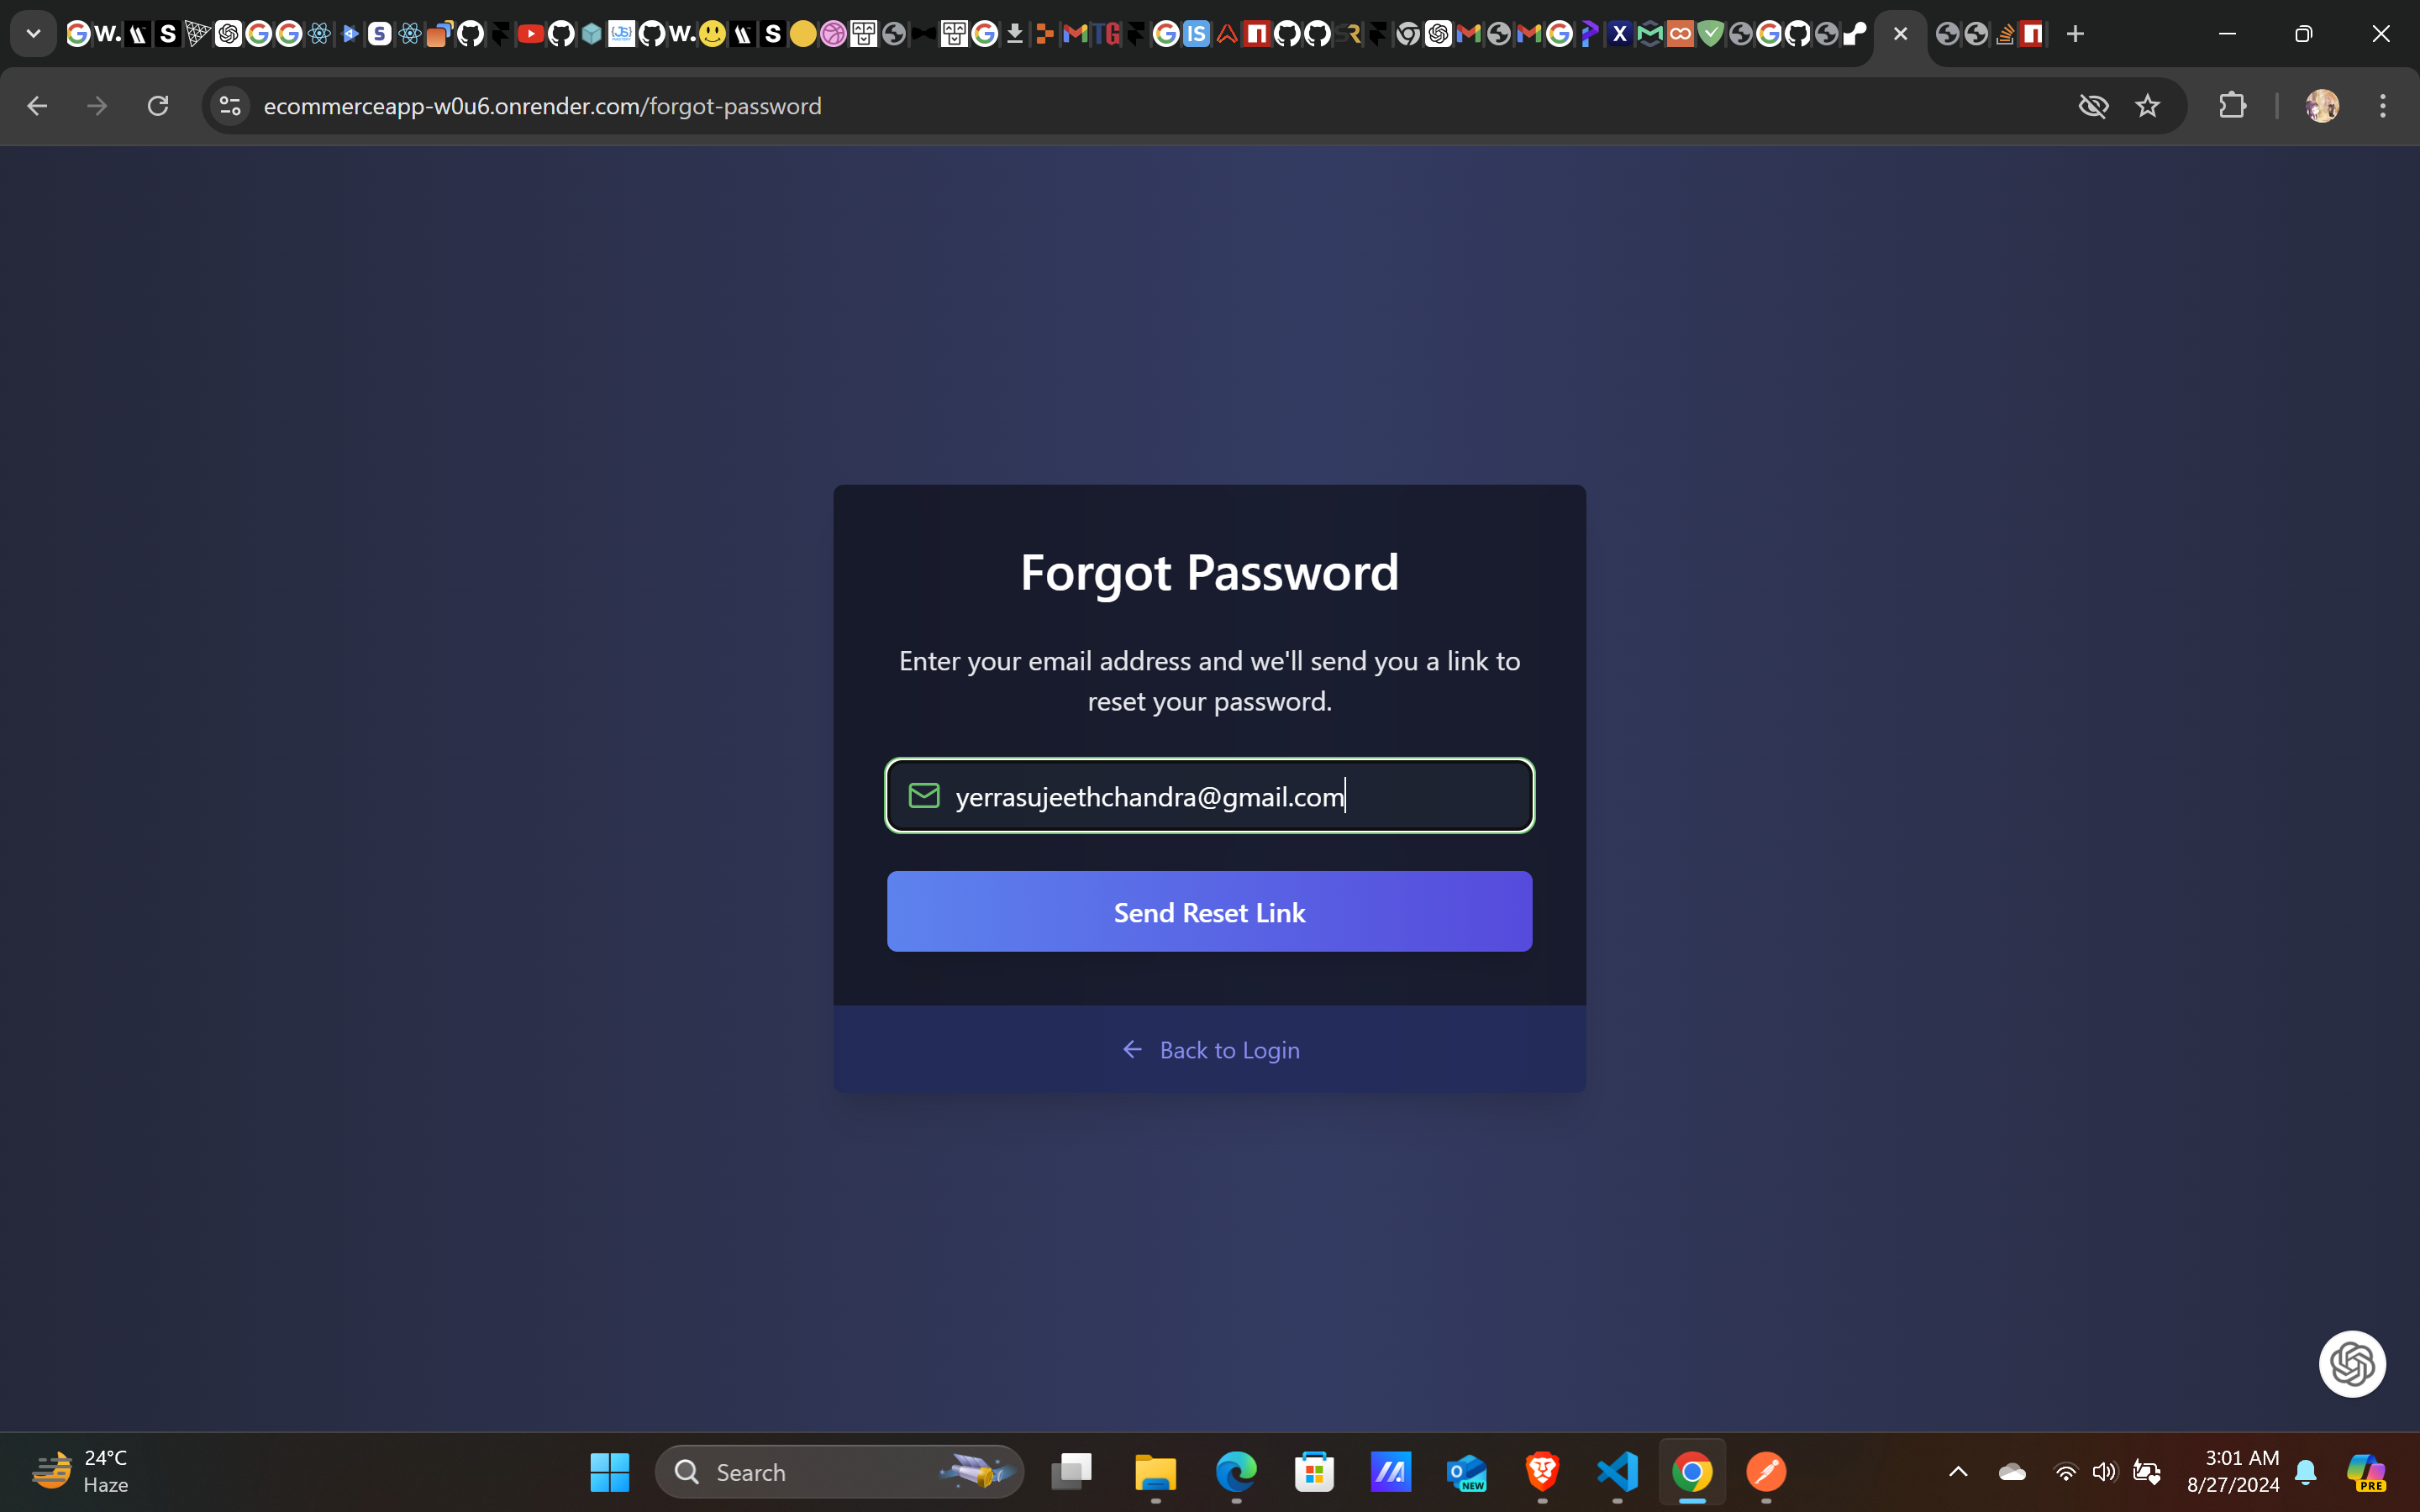 ecommerceapp-w0u6.onrender.com/forgot-password
Forgot Password
Enter your email address and we'll send you a link to
reset your password.
yerrasujeethchandra@gmail.com
Send Reset Link
Back to Login
24°C
Haze
Search
NEW
3:01 AM
8/27/2024
PRE